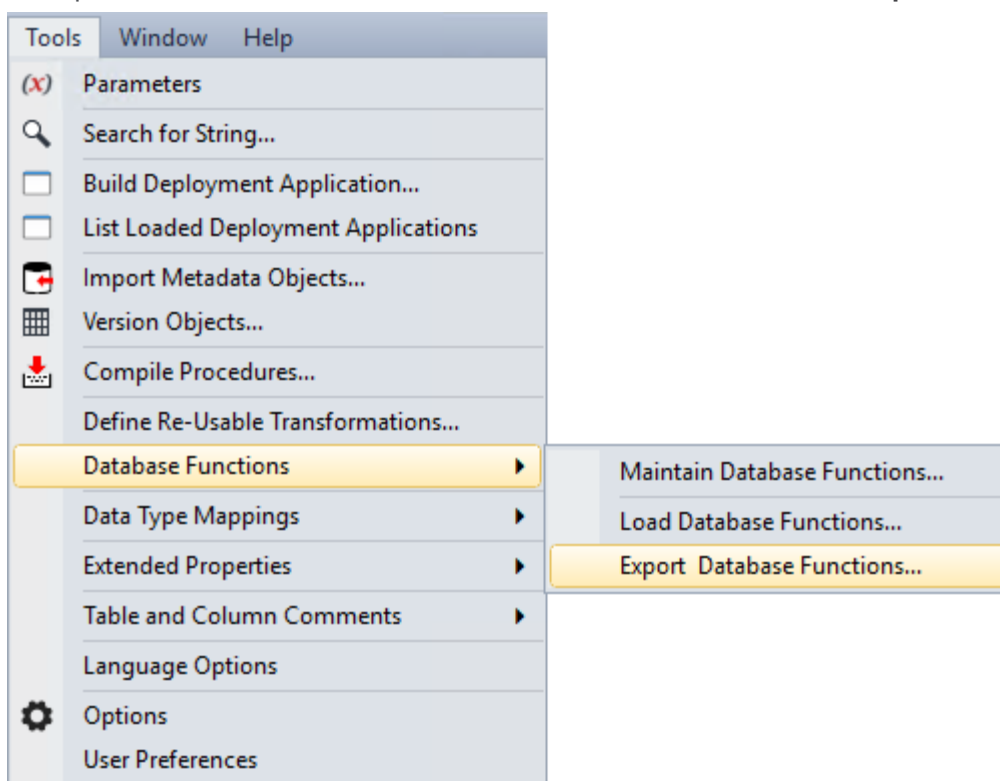 Tools Window Help
(x) Parameters
Search for String...
Build Deployment Application...
List Loaded Deployment Applications
Import Metadata Objects...
Version Objects...
Compile Procedures...
Define Re-Usable Transformations...
Database Functions
Maintain Database Functions...
Data Type Mappings
Load Database Functions...
Extended Properties
Export  Database Functions...
Table and Column Comments
Language Options
Options
User Preferences